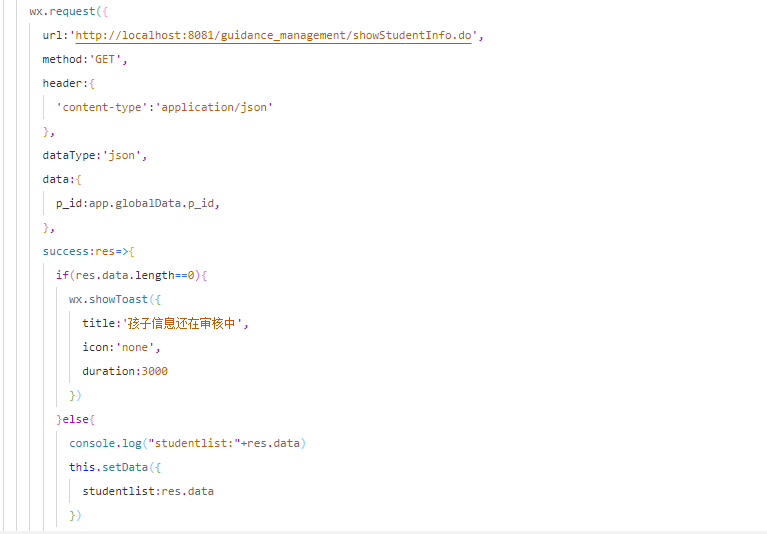 wx.request({
url:'http://localhost:8081/guidance_management/showStudentInfo.do',
method:'GET',
header:{
'content-type':'application/json'
},
dataType:'json',
data:{
p_id:app.globalData.p_id,
},
success:res=>{
if(res.data.length==0){
wx.showToast({
title:'孩子信息还在审核中',
icon:'none',
duration:3000
})
}else{
console.log("studentlist:"+res.data)
this.setData({
studentlist:res.data
})